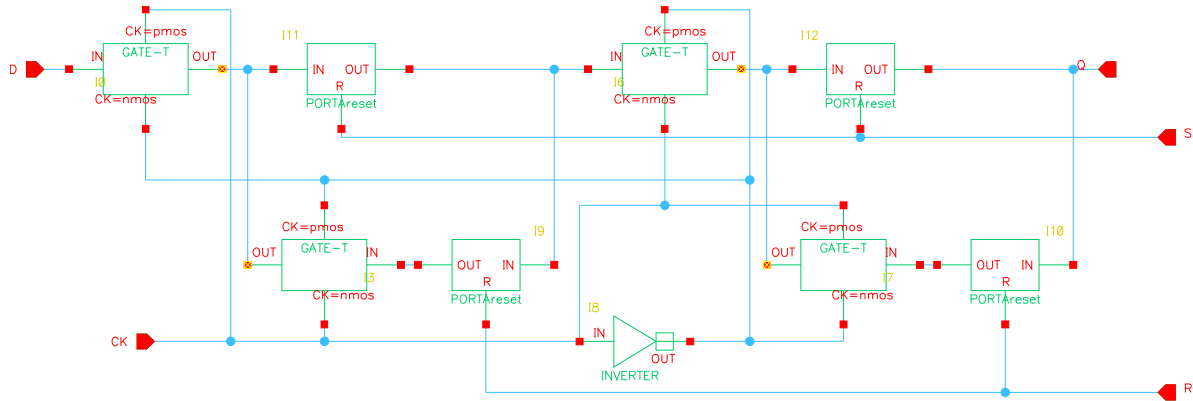 CK=pmos
CK=pmos
I11
I12
GATE-T
GATE-T
IN
OUT
IN
OUT
D
IN
OUT
IN
OUT
Q
I0
R
I6
R
CK=nmos
PORTAreset
CK=nmos
PORTAreset
S
CK=pmos
I9
CK=pmos
I10
GATE-T
GATE-T
OUT
IN
OUT
IN
OUT
IN
OUT
IN
I3
R
I7
R
CK=nmos
PORTAreset
CK=nmos
PORTAreset
I8
IN
CK
OUT
INVERTER
R